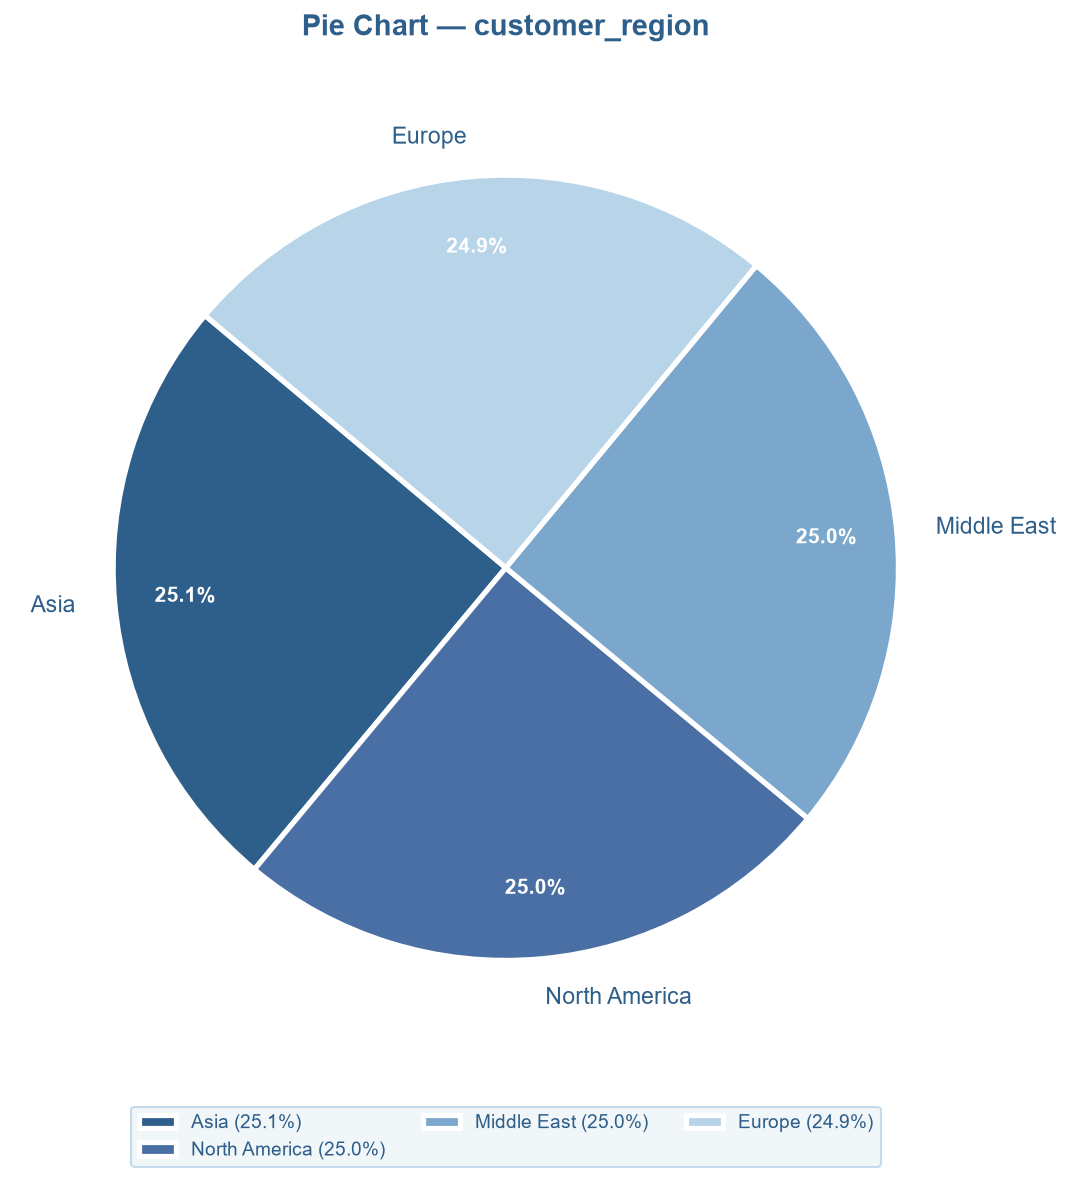 Pie Chart — customer_region
Europe
24.9%
Middle East
25.0%
Asia
25.1%
25.0%
North America
Asia (25.1%)
North America (25.0%)
Middle East (25.0%)
Europe (24.9%)